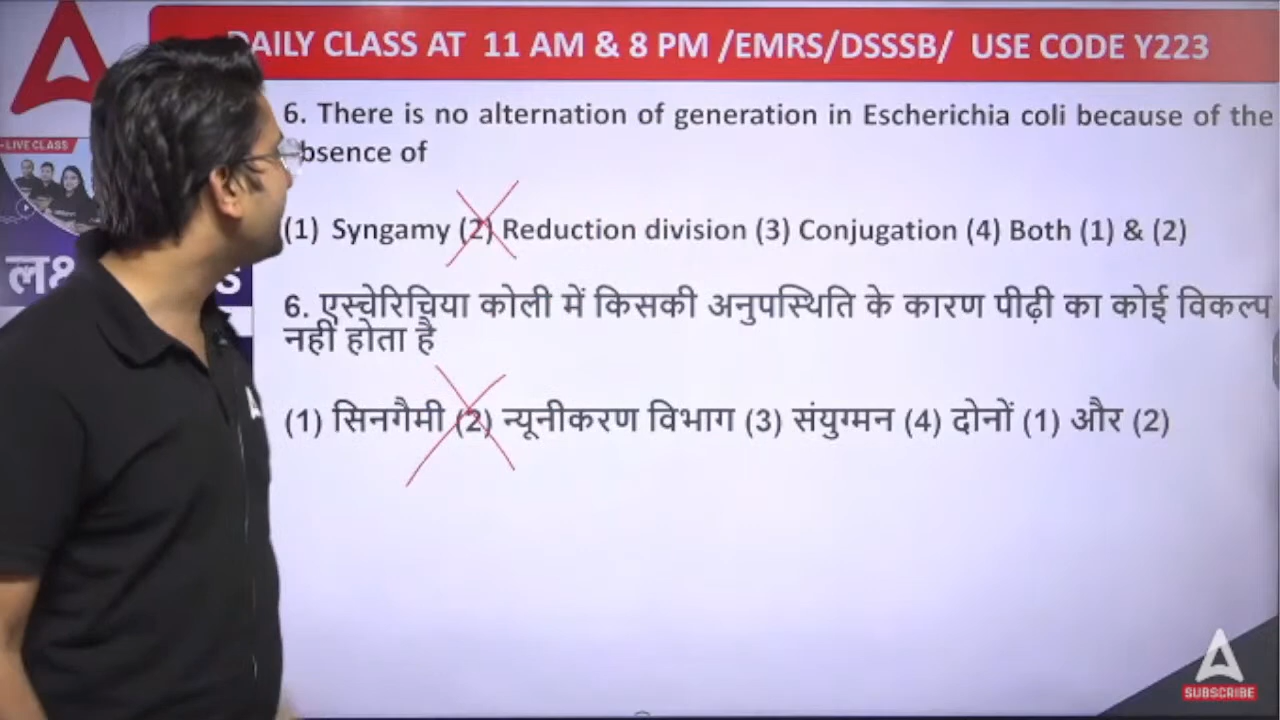 DAILY CLASS AT 11 AM & 8 PM /EMRS/DSSSB/ USE CODE Y223
LIVE CLASS
6. There is no alternation of generation in Escherichia coli because of the
bsence of
(1) Syngamy (2) Reduction division (3) Conjugation (4) Both (1) & (2)
6. एस्चेरिचिया कोली में किसकी अनुपस्थिति के कारण पीढ़ी का कोई विकल्प
नहीं होता है
(1) सिनगैमी (2) न्यूनीकरण विभाग (3) संयुग्मन (4) दोनों (1) और (2)
SUBSCRIBE